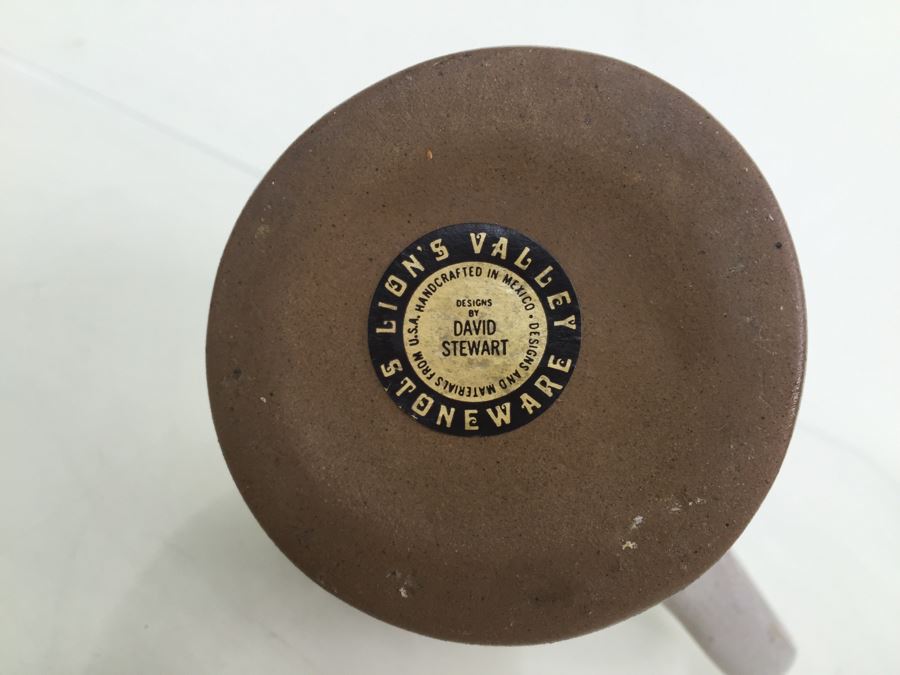 LION'S VALLEY
STONEWARE
HANDCRAFTED IN MEXICO • DESIGNS AND MATERIALS FROM U.S.A.
DESIGNS
BY
DAVID
STEWART